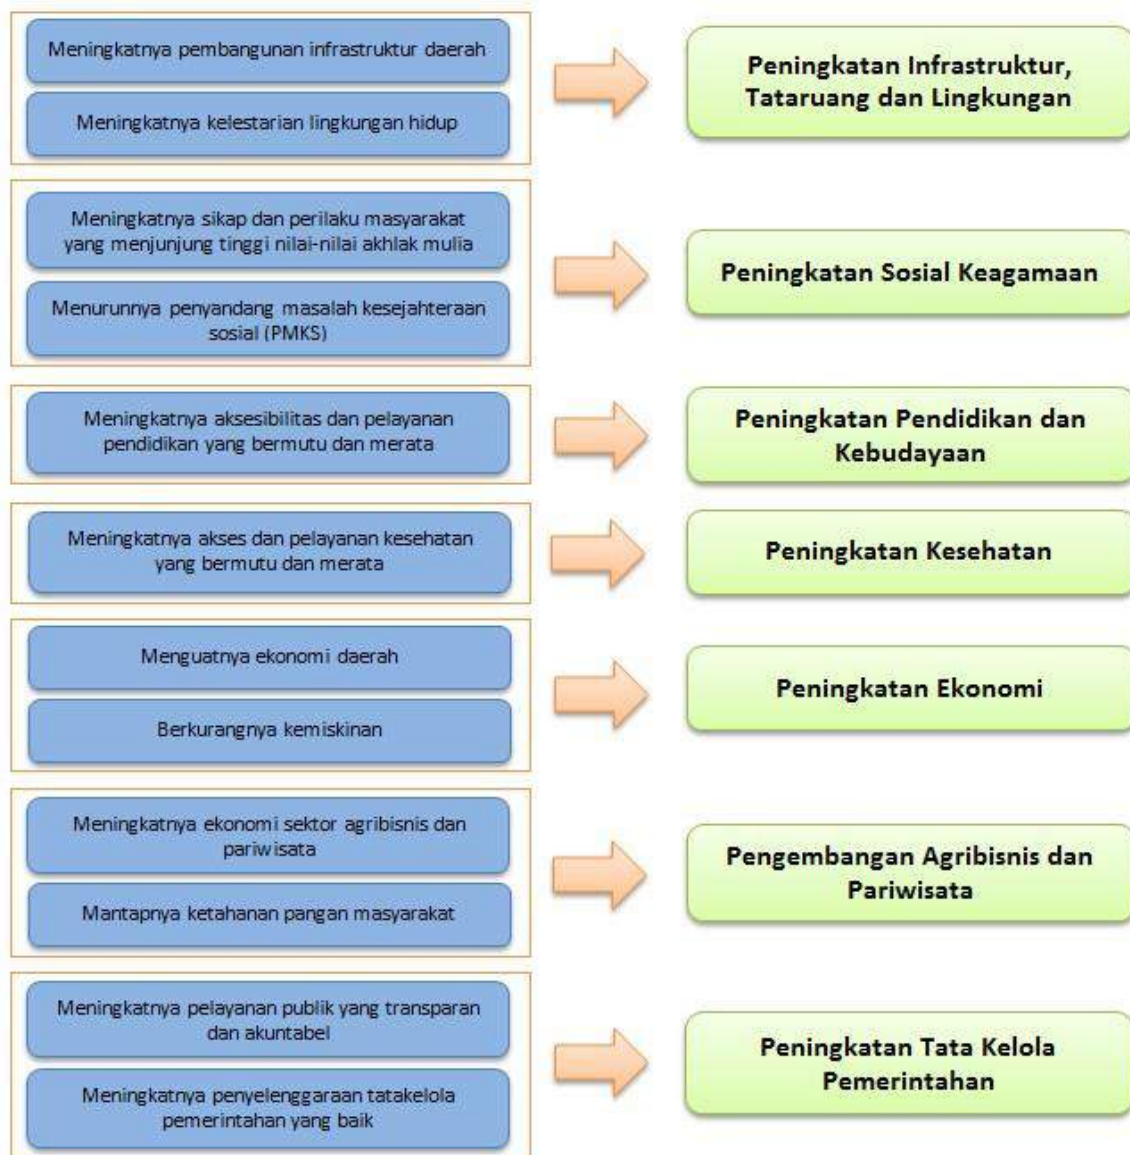 Meningkatnya pembangunan infrastruktur daerah
Meningkatnya kelestarian lingkungan hidup
Peningkatan Infrastruktur,
Tataruang dan Lingkungan
Meningkatnya sikap dan perilaku masyarakat
yang menjunjung tinggi nilai-nilai akhlak mulia
Menurunnya penyandang masalah kesejahteraan
sosial (PMKS)
Peningkatan Sosial Keagamaan
Meningkatnya aksesibilitas dan pelayanan
pendidikan yang bermutu dan merata
Peningkatan Pendidikan dan
Kebudayaan
Meningkatnya akses dan pelayanan kesehatan
yang bermutu dan merata
Peningkatan Kesehatan
Menguatnya ekonomi daerah
Berkurangnya kemiskinan
Peningkatan Ekonomi
Meningkatnya ekonomi sektor agribisnis dan
pariwisata
Mantapnya ketahanan pangan masyarakat
Pengembangan Agribisnis dan
Pariwisata
Meningkatnya pelayanan publik yang transparan
dan akuntabel
Meningkatnya penyelenggaraan tatakelola
pemerintahan yang baik
Peningkatan Tata Kelola
Pemerintahan